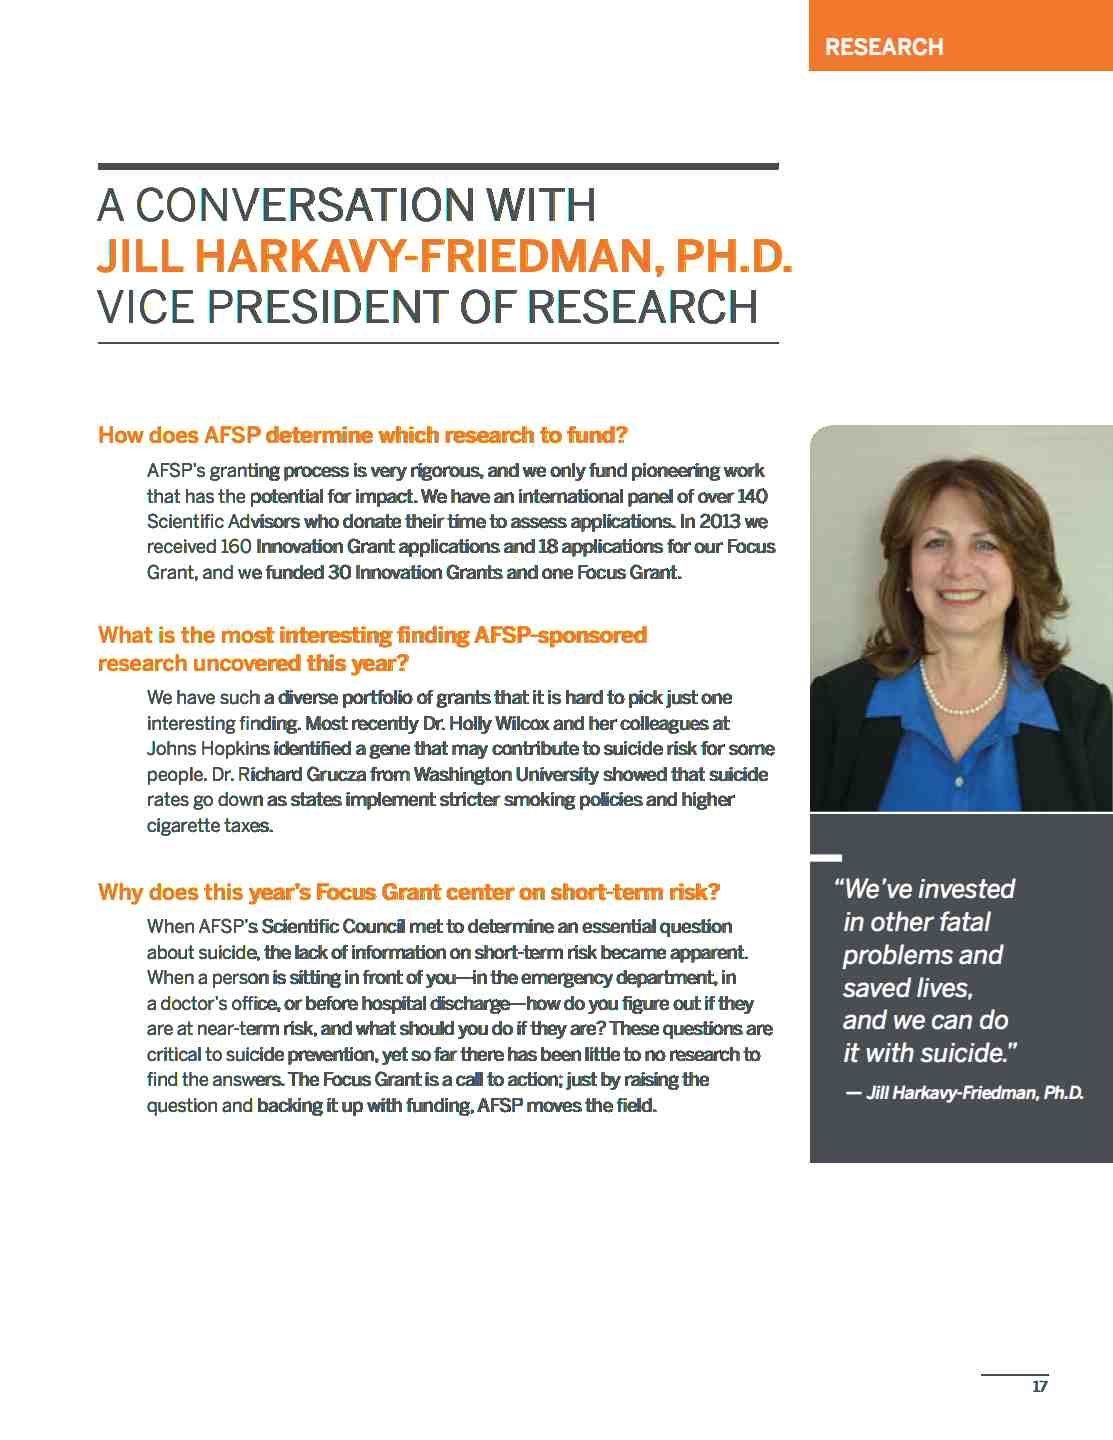 RESEARCH
A CONVERSATION WITH
JILL HARKAVY-FRIEDMAN, PH.D.
VICE PRESIDENT OF RESEARCH
How does AFSP determine which research to fund?
AFSP's granting process is very rigorous, and we only fund pioneering work
that has the potential for impact. We have an international panel of over 140
Scientific Advisors who donate their time to assess applications. In 2013 we
received 160 Innovation Grant applications and 18 applications for our Focus
Grant, and we funded 30 Innovation Grants and one Focus Grant.
What is the most interesting finding AFSP-sponsored
research uncovered this year?
We have such a diverse portfolio of grants that it is hard to pick just one
interesting finding. Most recently Dr. Holly Wilcox and her colleagues at
Johns Hopkins identified a gene that may contribute to suicide risk for some
people. Dr. Richard Grucza from Washington University showed that suicide
rates go down as states implement stricter smoking policies and higher
cigarette taxes.
Why does this year's Focus Grant center on short-term risk?
When AFSP's Scientific Council met to determine an essential question
about suicide, the lack of information on short-term risk became apparent.
When a person is sitting in front of you—in the emergency department, in
a doctor's office, or before hospital discharge—how do you figure out if they
are at near-term risk, and what should you do if they are? These questions are
critical to suicide prevention, yet so far there has been little to no research to
find the answers. The Focus Grant is a call to action; just by raising the
question and backing it up with funding, AFSP moves the field.
“We've invested
in other fatal
problems and
saved lives,
and we can do
it with suicide.”
— Jill Harkavy-Friedman, Ph.D.
17